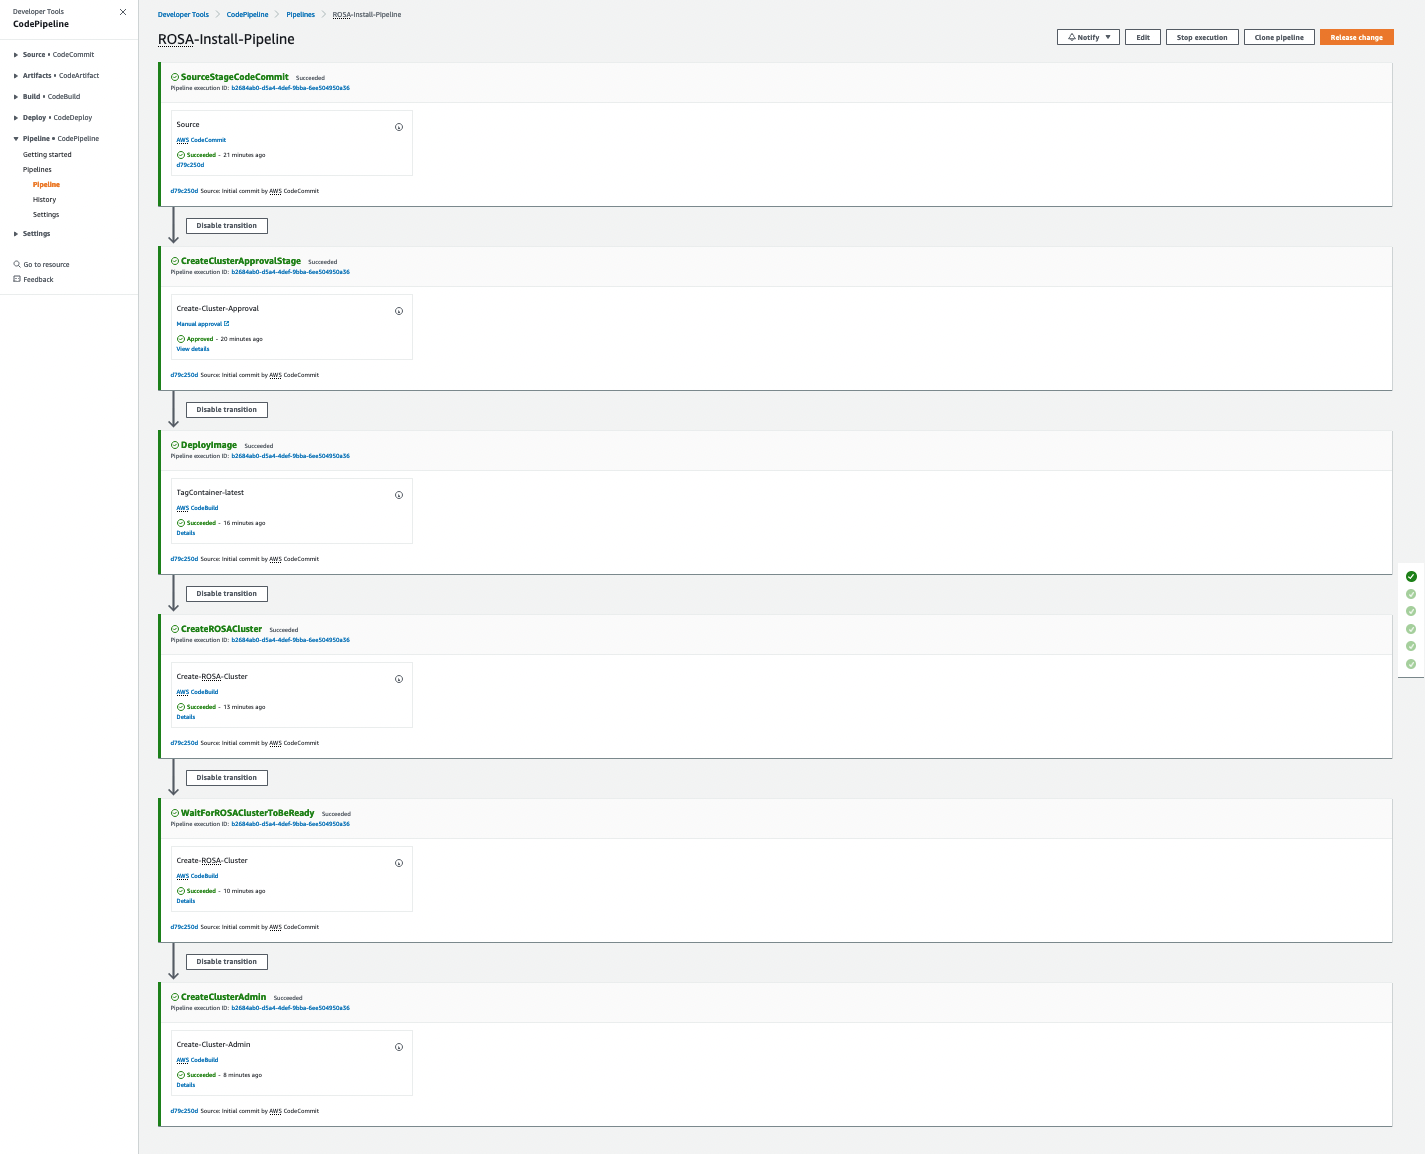 Developer Tools
CodePipeline
Source • CodeCommit
Artifacts • CodeArtifact
Build • CodeBuild
Deploy • CodeDeploy
Pipeline • CodePipeline
Getting started
Pipelines
Pipeline
History
Settings
Settings
Go to resource
Feedback
Developer Tools CodePipeline Pipelines ROSA-Install-Pipeline
ROSA-Install-Pipeline
Notify Edit Stop execution Clone pipeline Release change
SourceStageCodeCommit Succeeded
Pipeline execution ID: b2684ab0-d5a4-4def-9bba-6ee504950a36
Source
AWS CodeCommit
Succeeded - 21 minutes ago
d79c250d
d79c250d Source: Initial commit by AWS CodeCommit
Disable transition
CreateClusterApprovalStage Succeeded
Pipeline execution ID: b2684ab0-d5a4-4def-9bba-6ee504950a36
Create-Cluster-Approval
Manual approval
Approved - 20 minutes ago
View details
d79c250d Source: Initial commit by AWS CodeCommit
Disable transition
DeployImage Succeeded
Pipeline execution ID: b2684ab0-d5a4-4def-9bba-6ee504950a36
TagContainer-latest
AWS CodeBuild
Succeeded - 16 minutes ago
Details
d79c250d Source: Initial commit by AWS CodeCommit
Disable transition
CreateROSACluster Succeeded
Pipeline execution ID: b2684ab0-d5a4-4def-9bba-6ee504950a36
Create-ROSA-Cluster
AWS CodeBuild
Succeeded - 13 minutes ago
Details
d79c250d Source: Initial commit by AWS CodeCommit
Disable transition
WaitForROSAClusterToBeReady Succeeded
Pipeline execution ID: b2684ab0-d5a4-4def-9bba-6ee504950a36
Create-ROSA-Cluster
AWS CodeBuild
Succeeded - 10 minutes ago
Details
d79c250d Source: Initial commit by AWS CodeCommit
Disable transition
CreateClusterAdmin Succeeded
Pipeline execution ID: b2684ab0-d5a4-4def-9bba-6ee504950a36
Create-Cluster-Admin
AWS CodeBuild
Succeeded - 8 minutes ago
Details
d79c250d Source: Initial commit by AWS CodeCommit